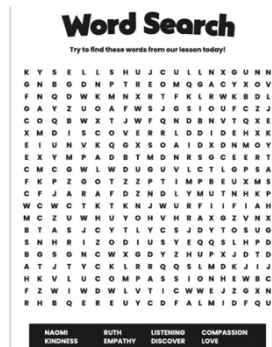 Word Search
Try to find these words from our lesson today!
K Y S E L L S H U J C U L L N X G U N N
G N B G D N P T R E O M Q G A C Y X O V
F N Q D W K M N X R T F K L R W K B D L
G A Y Z U O A F W S J G S I O U F C Z J
C O Q B W X T J W F Q N D B N V T Q X E
X M D I S C O V E R R L D D I D E H X K
E I U N V K Q G X S O A I D X D N M O Y
E X Y M P A D B T M D N R S G C E E R T
C M C G W L W D U G U V L C T L G P S A
F K P Z G O T Z Z P T I M P B E U X M S
C F J A R A F D Z N D L Y M U T N H K P
W C W C T K T K N J W U R F I I F I A H
M C Z U W H U Y O H V H R A X G Z V N X
B T A S J C Y T L Y C S J D Y T O S U G
S N H R I Z O D I U S Y E Q Q S L H P D
B G S G N C W X G D Y Z H U P X J D T D
A J T Y Y C K L R R Q Q S L M D K J I J
H K V L U C O M P A S S I O N H E W B C
F Z W I W D W L V T I C W W E J Z G X N
R H B Q E R E U Y C D F A L M I D F Q U
NAOMI RUTH LISTENING COMPASSION
KINDNESS EMPATHY DISCOVER LOVE